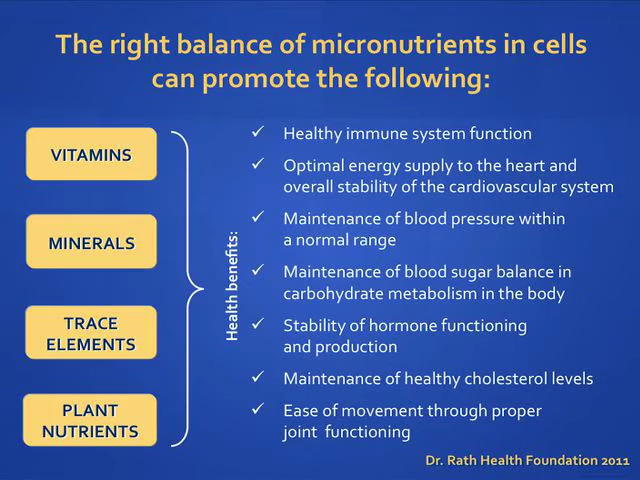 The right balance of micronutrients in cells
can promote the following:
VITAMINS
MINERALS
TRACE
ELEMENTS
PLANT
NUTRIENTS
Health benefits:
✓ Healthy immune system function
✓ Optimal energy supply to the heart and
overall stability of the cardiovascular system
✓ Maintenance of blood pressure within
a normal range
✓ Maintenance of blood sugar balance in
carbohydrate metabolism in the body
✓ Stability of hormone functioning
and production
✓ Maintenance of healthy cholesterol levels
✓ Ease of movement through proper
joint functioning
Dr. Rath Health Foundation 2011